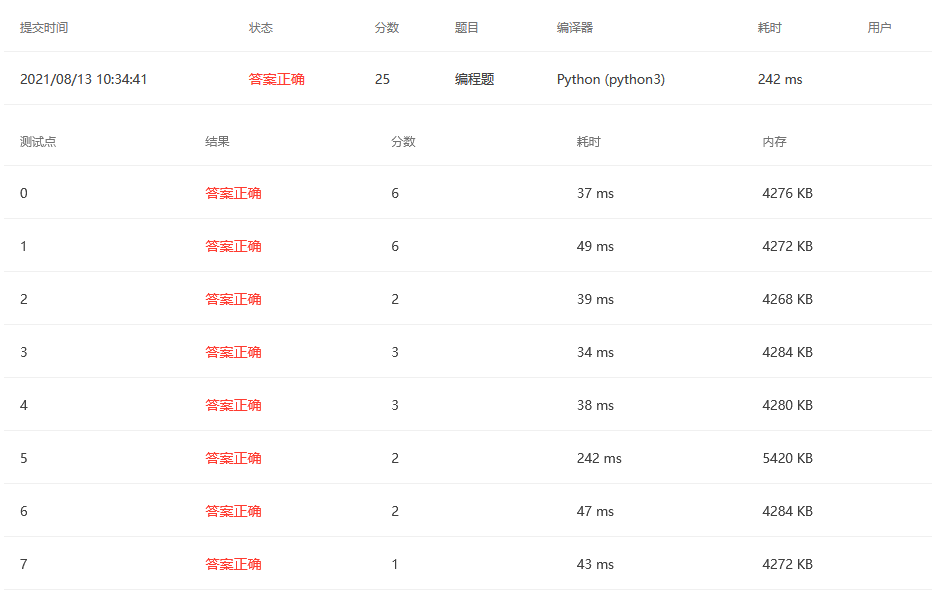 提交时间 状态 分数 题目 编译器 耗时 用户
2021/08/13 10:34:41 答案正确 25 编程题 Python (python3) 242 ms
测试点 结果 分数 耗时 内存
0 答案正确 6 37 ms 4276 KB
1 答案正确 6 49 ms 4272 KB
2 答案正确 2 39 ms 4268 KB
3 答案正确 3 34 ms 4284 KB
4 答案正确 3 38 ms 4280 KB
5 答案正确 2 242 ms 5420 KB
6 答案正确 2 47 ms 4284 KB
7 答案正确 1 43 ms 4272 KB